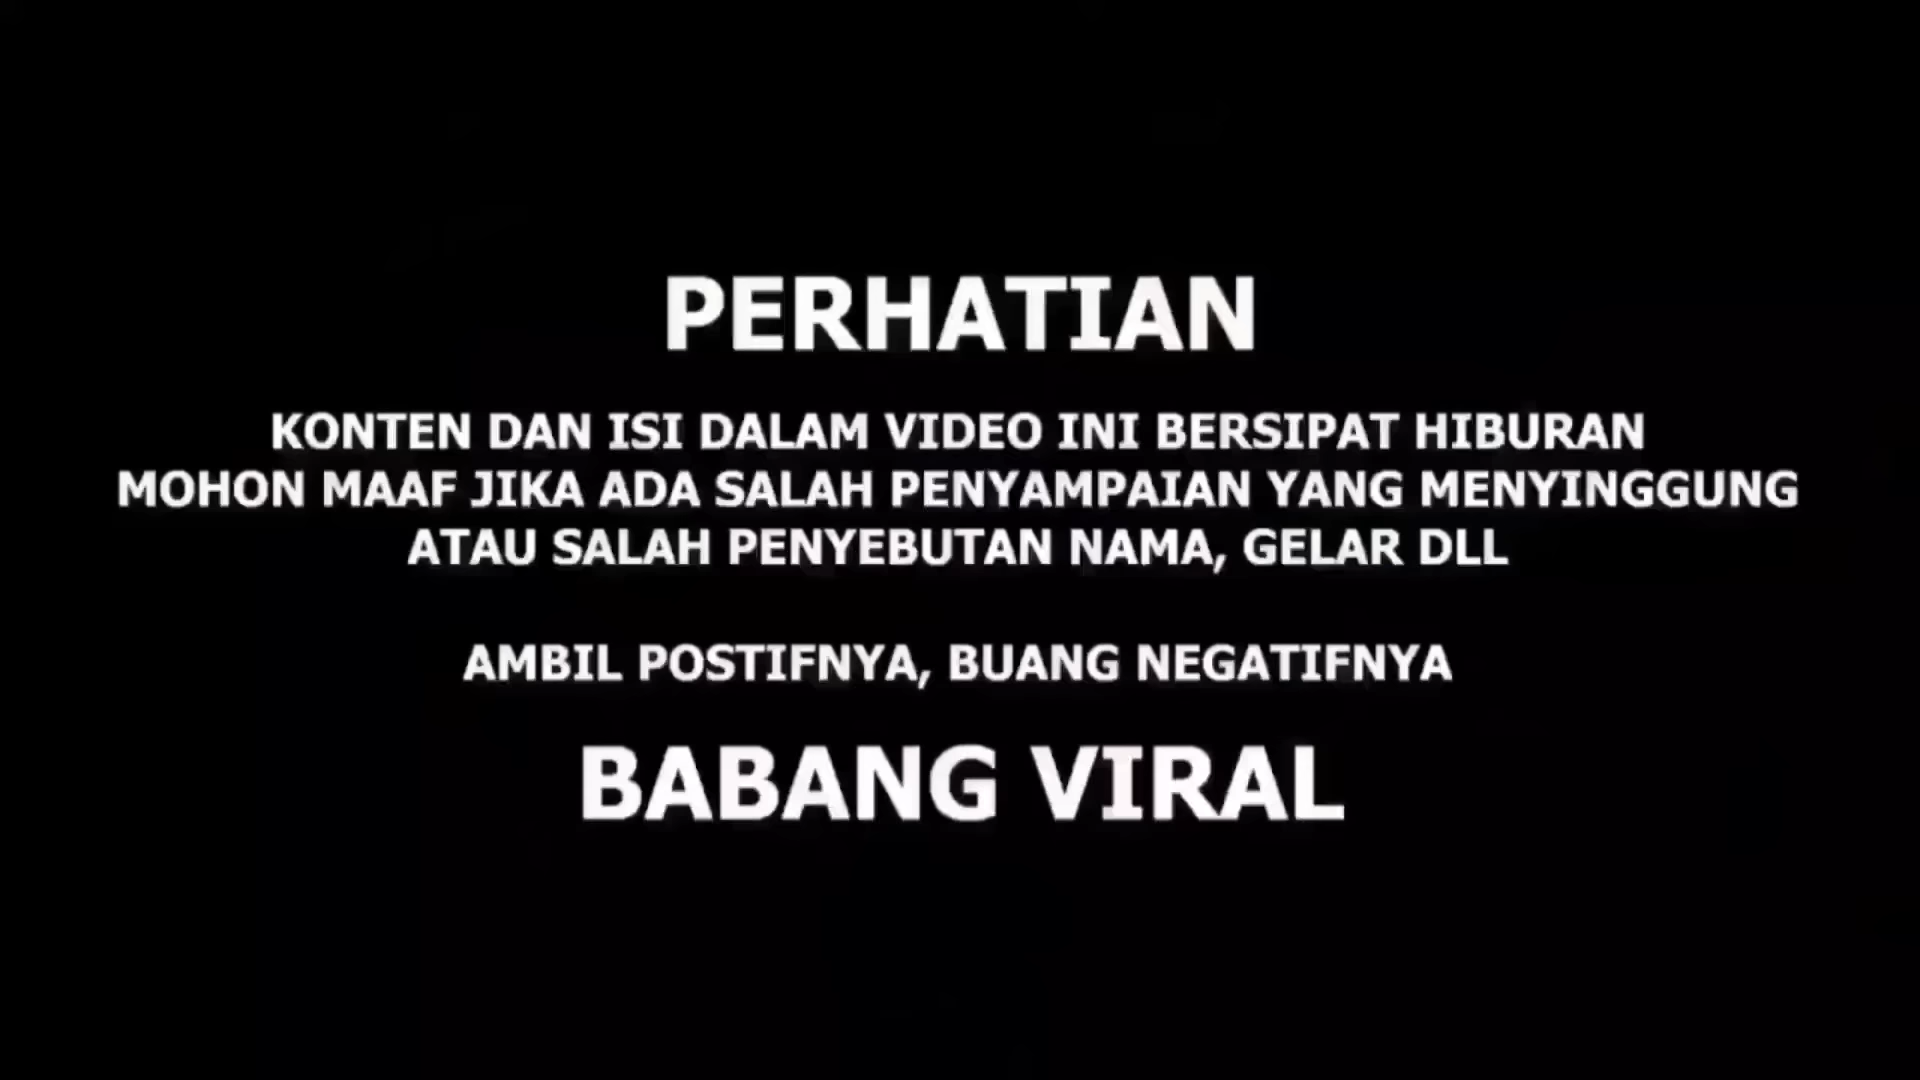 PERHATIAN
KONTEN DAN ISI DALAM VIDEO INI BERSIPAT HIBURAN
MOHON MAAF JIKA ADA SALAH PENYAMPAIAN YANG MENYINGGUNG
ATAU SALAH PENYEBUTAN NAMA, GELAR DLL
AMBIL POSTIFNYA, BUANG NEGATIFNYA
BABANG VIRAL